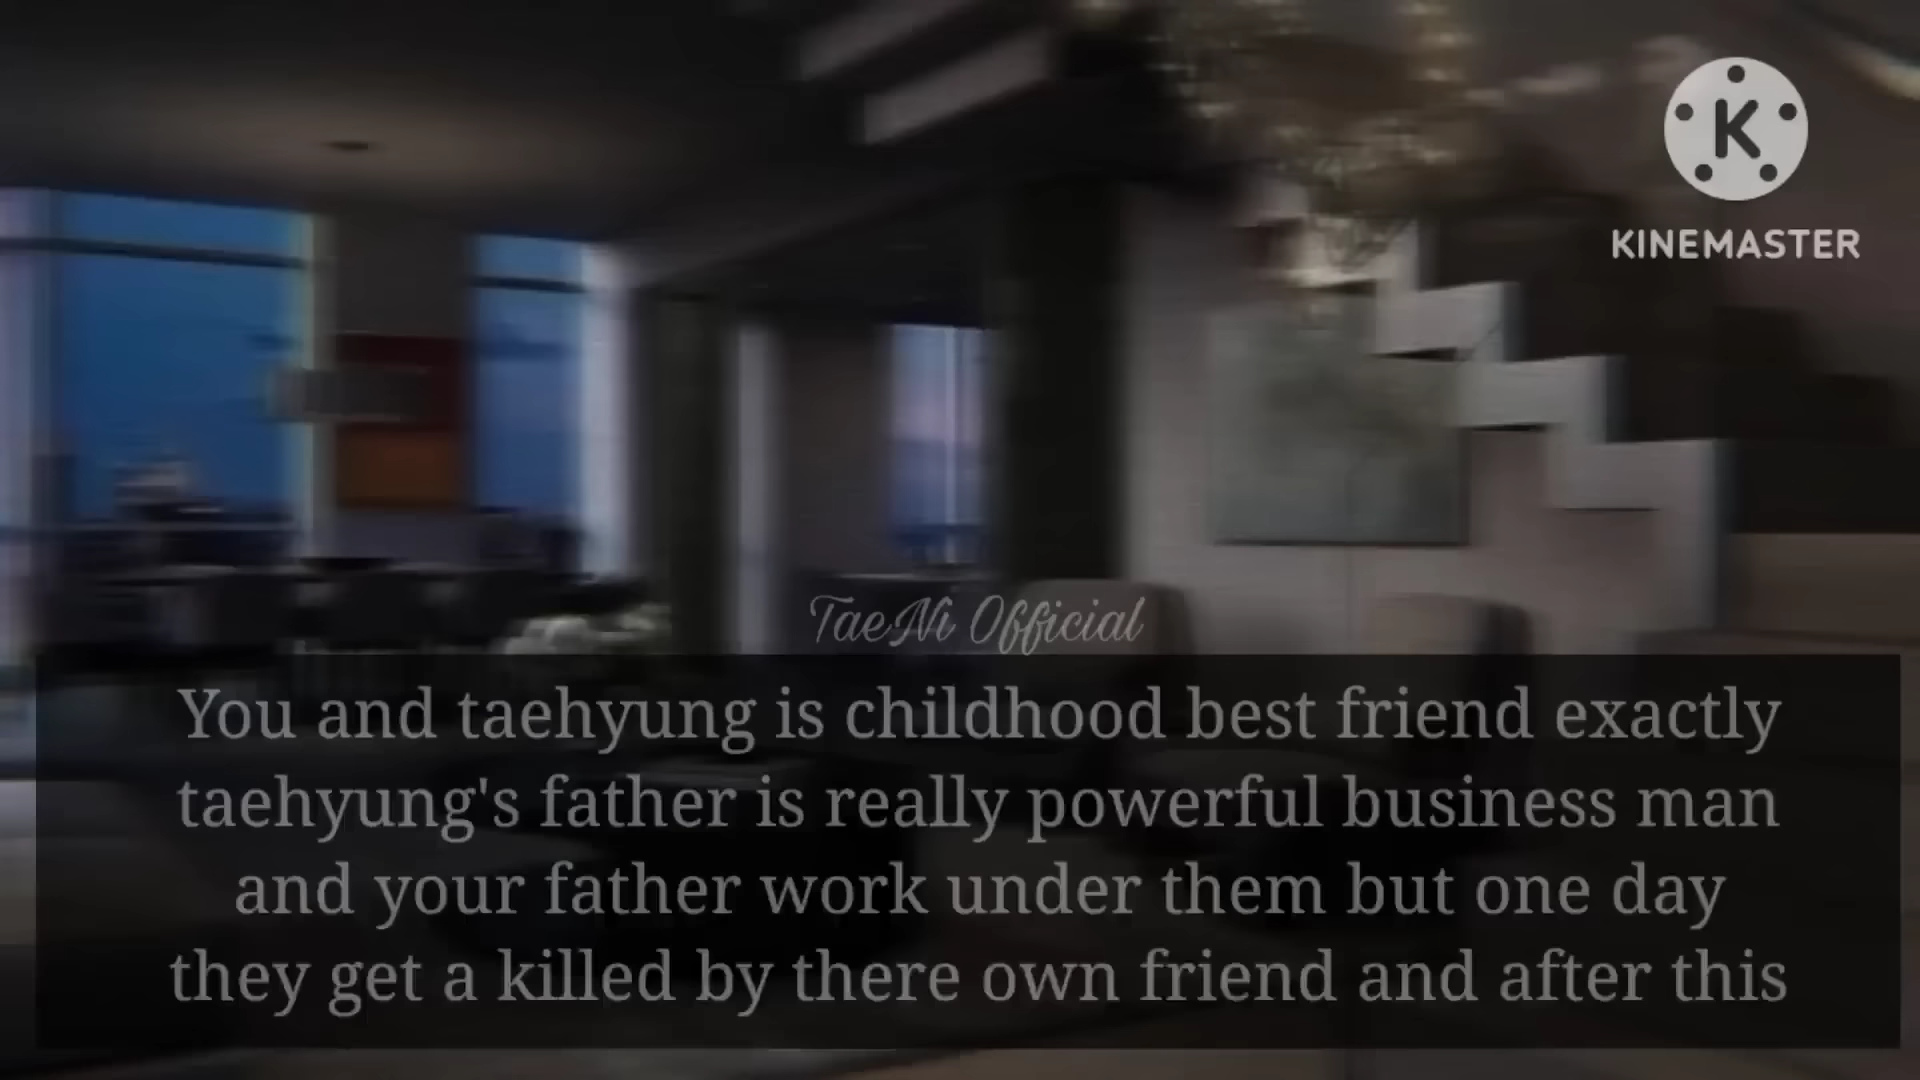 K
KINEMASTER
TaeNi Official
You and taehyung is childhood best friend exactly
taehyung's father is really powerful business man
and your father work under them but one day
they get a killed by there own friend and after this